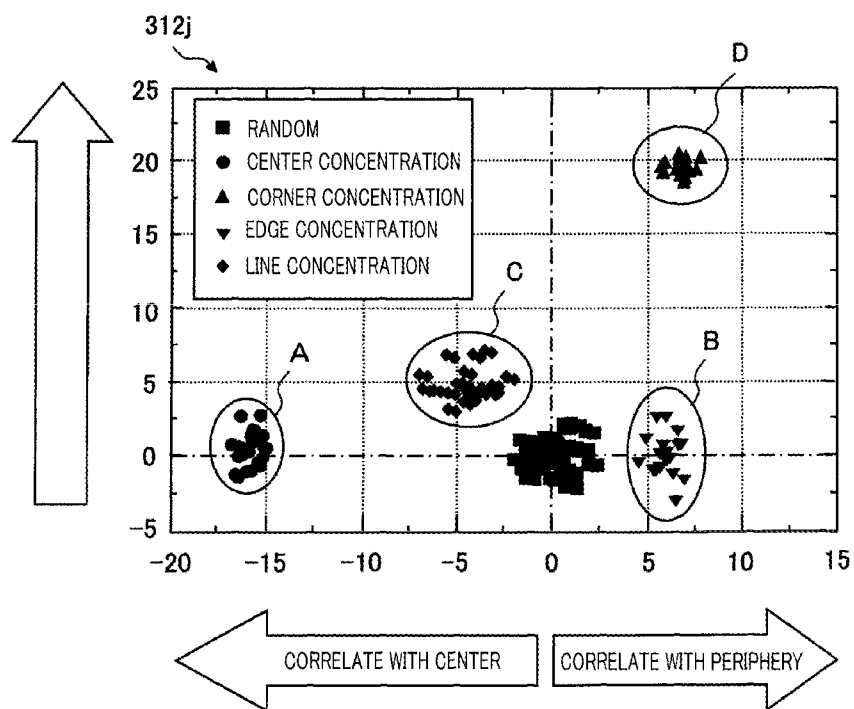 312j
D
25
20
15
10
5
0
-5
RANDOM
CENTER CONCENTRATION
CORNER CONCENTRATION
EDGE CONCENTRATION
LINE CONCENTRATION
C
A
B
-20 -15 -10 -5 0 5 10 15
CORRELATE WITH CENTER
CORRELATE WITH PERIPHERY